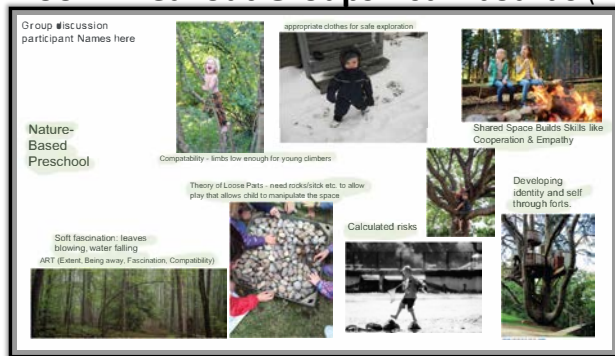 Group discussion
participant Names here
appropriate clothes for safe exploration
Nature-
Based
Preschool
Compatability - limbs low enough for young climbers
Shared Space Builds Skills like
Cooperation & Empathy
Theory of Loose Parts - need rocks/sitck etc. to allow
play that allows child to manipulate the space
Developing
identity and self
through forts.
Calculated risks
Soft fascination: leaves
blowing, water falling
ART (Extent, Being away, Fascination, Compatibility)